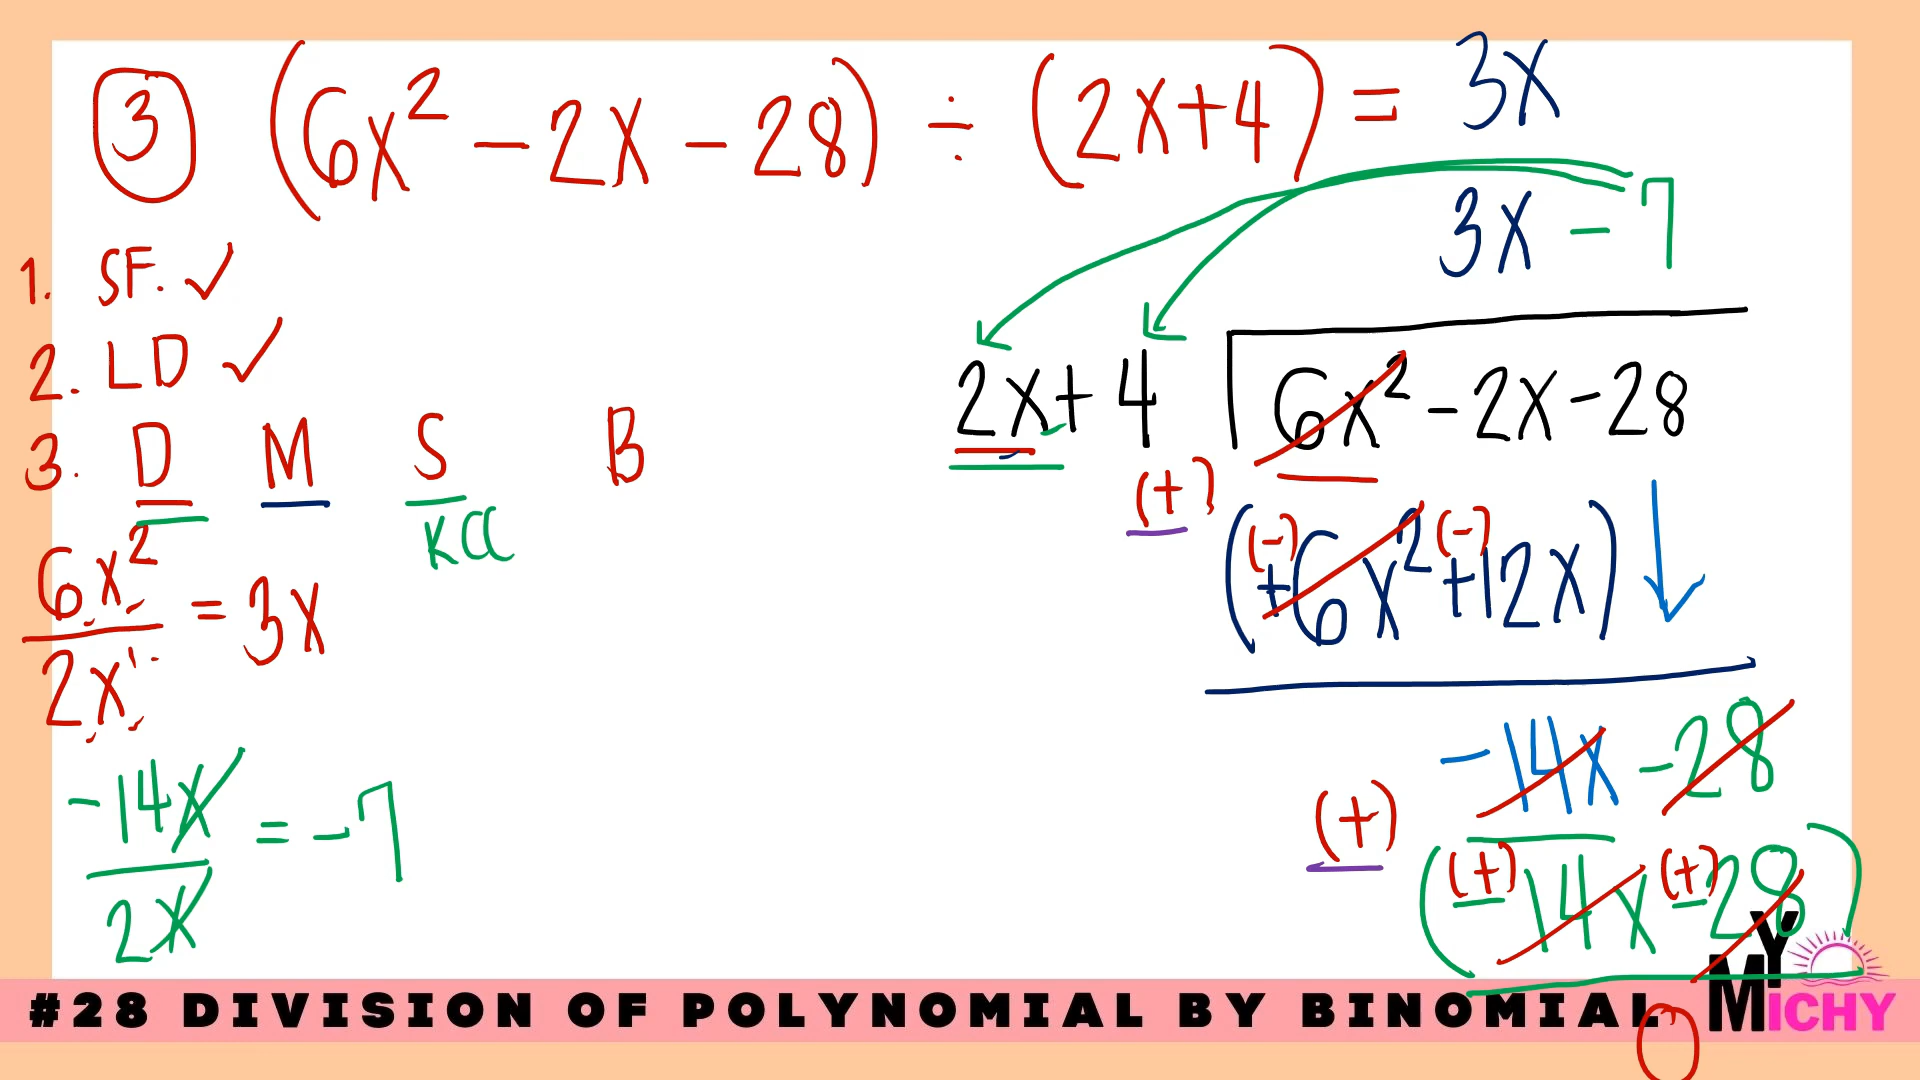 3 (6x² - 2x - 28) ÷ (2x+4) = 3x
1. SF. ✓
2. LD ✓
3. D M S B
KCC
6x²
2x¹
= 3x
-14x
2x
= -7
3x - 7
2x + 4 6x² - 2x - 28
(+)
(-) (-)
(+6x² + 12x)
-14x - 28
(+)
(+) (+)
(14x 28)
0
#28 DIVISION OF POLYNOMIAL BY BINOMIAL
MY
MICHY